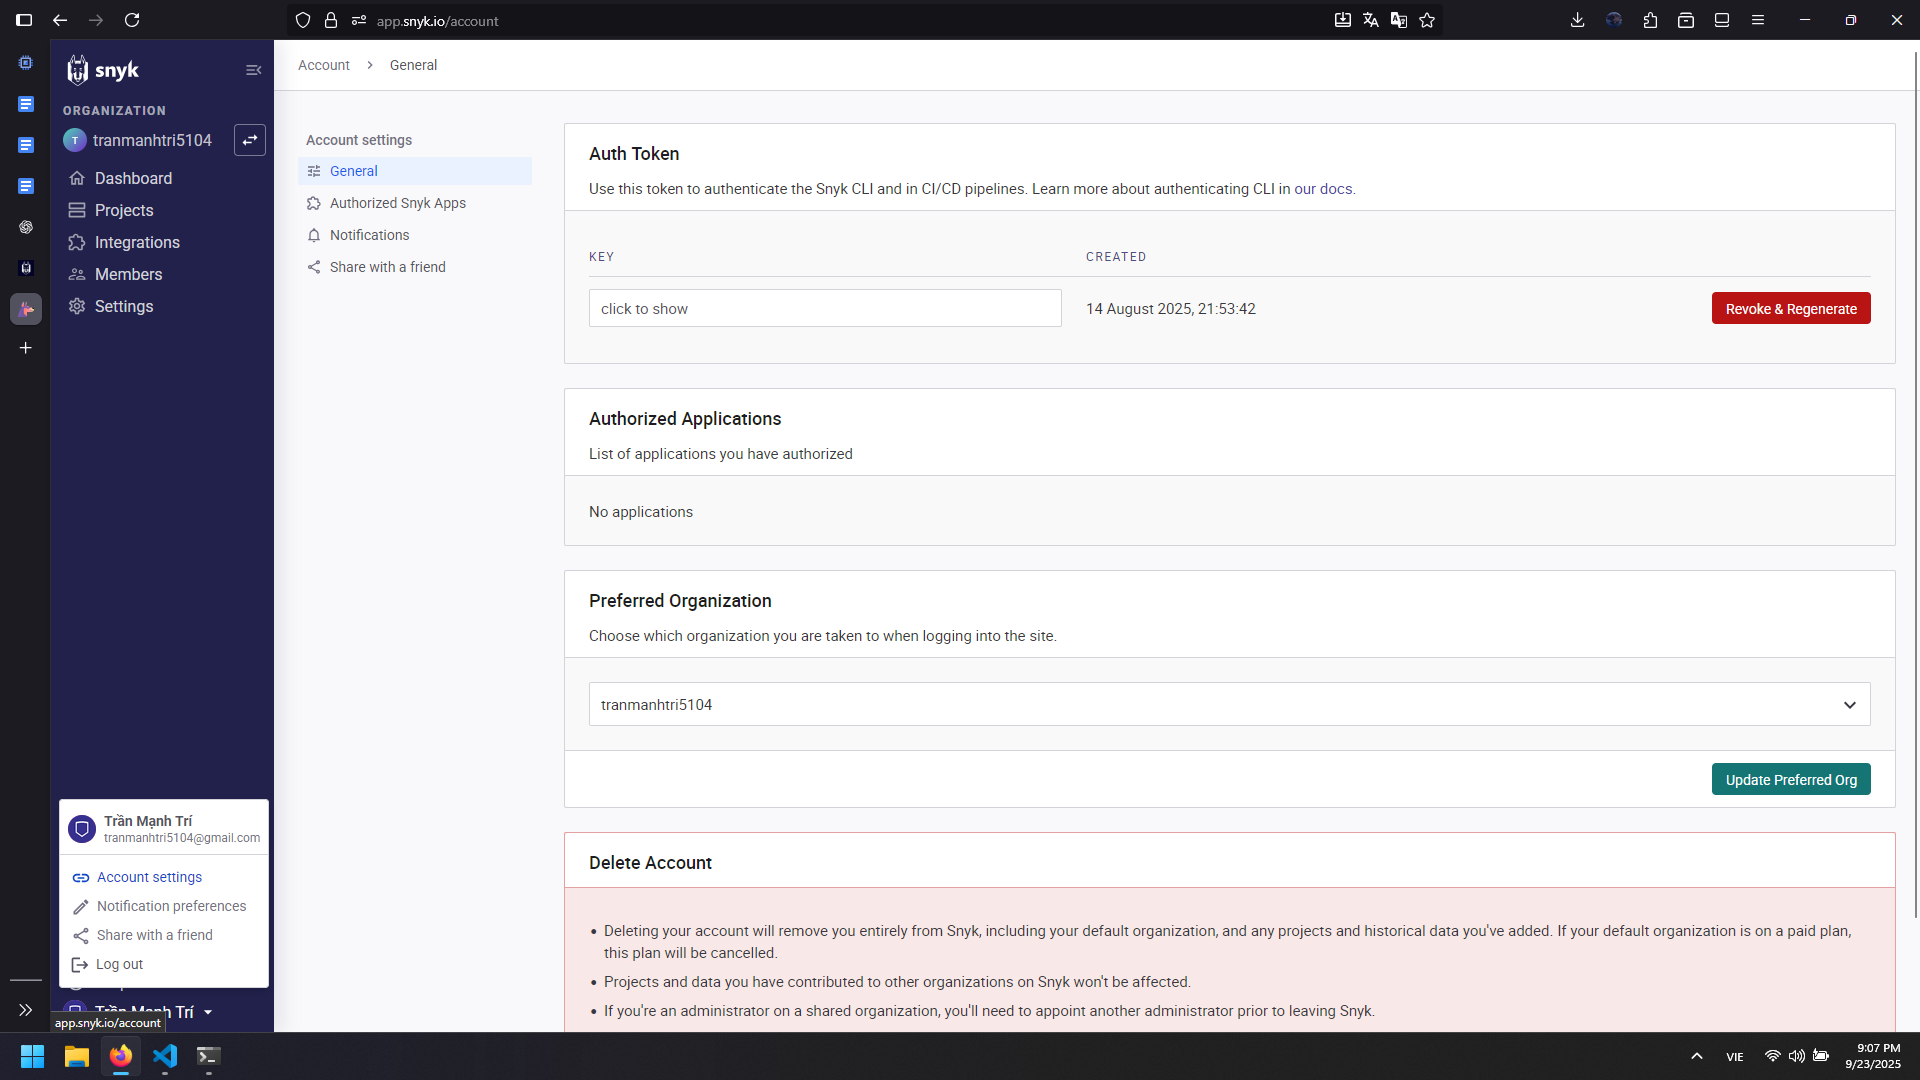 app.snyk.io/account
snyk
ORGANIZATION
T
tranmanhtri5104
Dashboard
Projects
Integrations
Members
Settings
Trần Mạnh Trí
tranmanhtri5104@gmail.com
Account settings
Notification preferences
Share with a friend
Log out
Trần Mạnh Trí
app.snyk.io/account
Account > General
Account settings
General
Authorized Snyk Apps
Notifications
Share with a friend
Auth Token
Use this token to authenticate the Snyk CLI and in CI/CD pipelines. Learn more about authenticating CLI in our docs.
KEY CREATED
click to show 14 August 2025, 21:53:42 Revoke & Regenerate
Authorized Applications
List of applications you have authorized
No applications
Preferred Organization
Choose which organization you are taken to when logging into the site.
tranmanhtri5104
Update Preferred Org
Delete Account
• Deleting your account will remove you entirely from Snyk, including your default organization, and any projects and historical data you've added. If your default organization is on a paid plan,
this plan will be cancelled.
• Projects and data you have contributed to other organizations on Snyk won't be affected.
• If you're an administrator on a shared organization, you'll need to appoint another administrator prior to leaving Snyk.
VIE
9:07 PM
9/23/2025